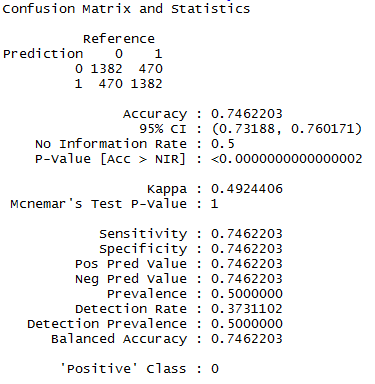 Confusion Matrix and Statistics
Reference
Prediction 0 1
0 1382 470
1 470 1382
Accuracy : 0.7462203
95% CI : (0.73188, 0.760171)
No Information Rate : 0.5
P-Value [Acc > NIR] : <0.0000000000000002
Kappa : 0.4924406
Mcnemar's Test P-Value : 1
Sensitivity : 0.7462203
Specificity : 0.7462203
Pos Pred Value : 0.7462203
Neg Pred Value : 0.7462203
Prevalence : 0.5000000
Detection Rate : 0.3731102
Detection Prevalence : 0.5000000
Balanced Accuracy : 0.7462203
'Positive' Class : 0